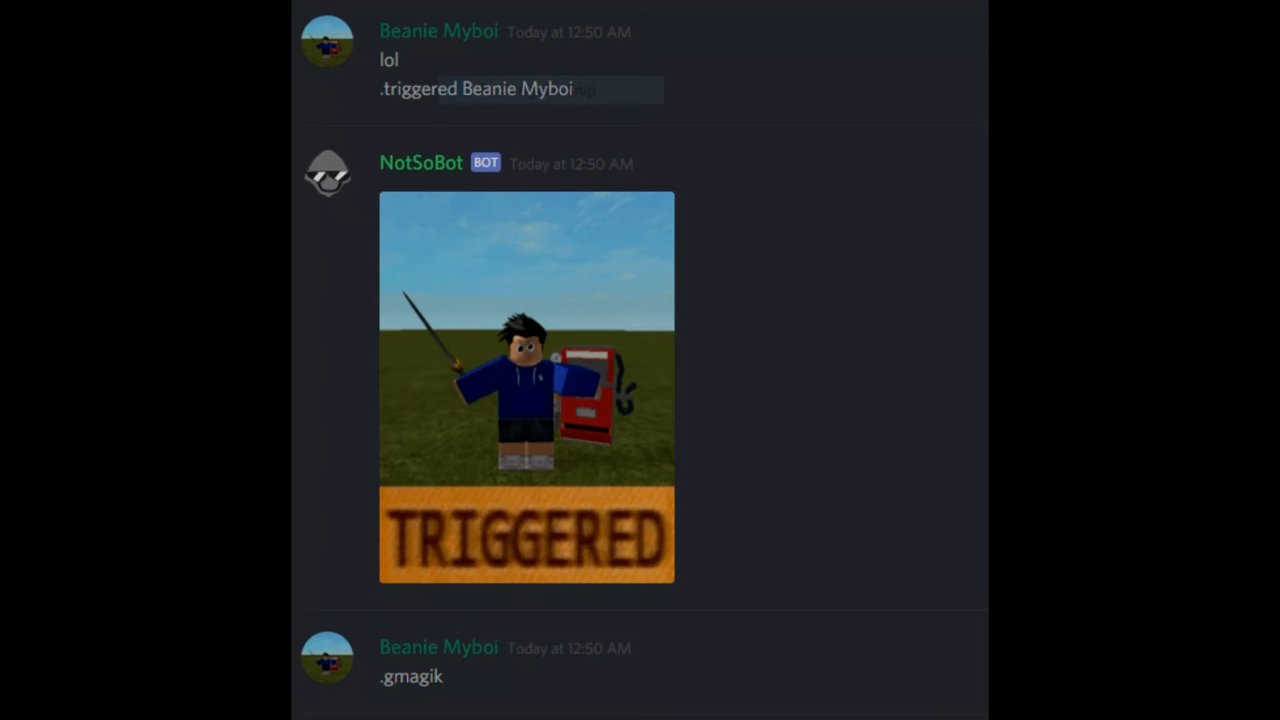 Beanie Myboi Today at 12:50 AM
lol
.triggered Beanie Myboi
NotSoBot BOT Today at 12:50 AM
TRIGGERED
Beanie Myboi Today at 12:50 AM
.gmagik